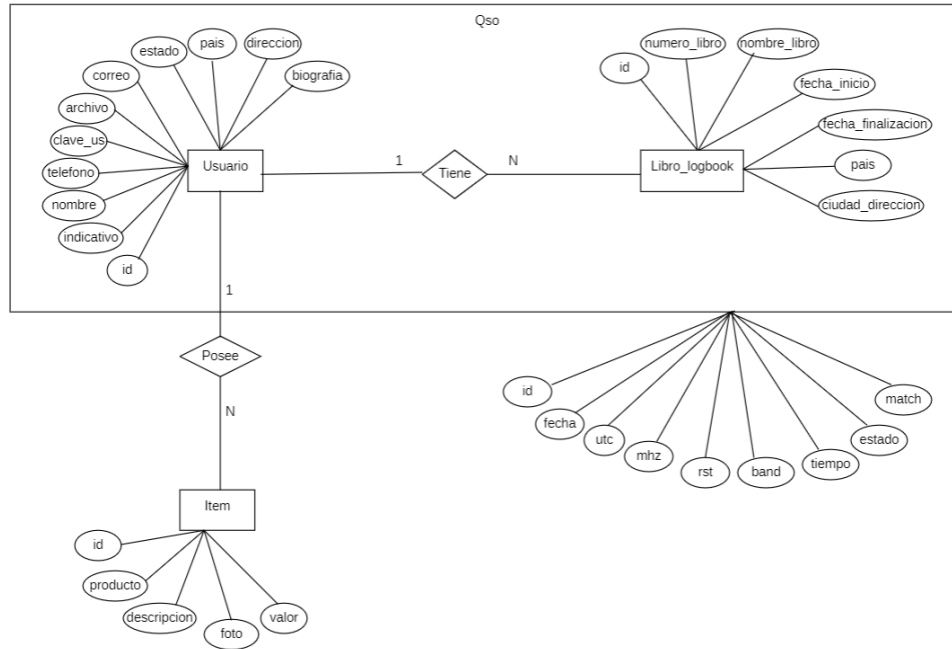 Qso
estado
pais
direccion
biografia
correo
archivo
clave_us
telefono
nombre
indicativo
id
Usuario
1
Tiene
N
Libro_logbook
id
numero_libro
nombre_libro
fecha_inicio
fecha_finalizacion
pais
ciudad_direccion
1
Posee
N
Item
id
producto
descripcion
foto
valor
id
fecha
utc
mhz
rst
band
tiempo
estado
match